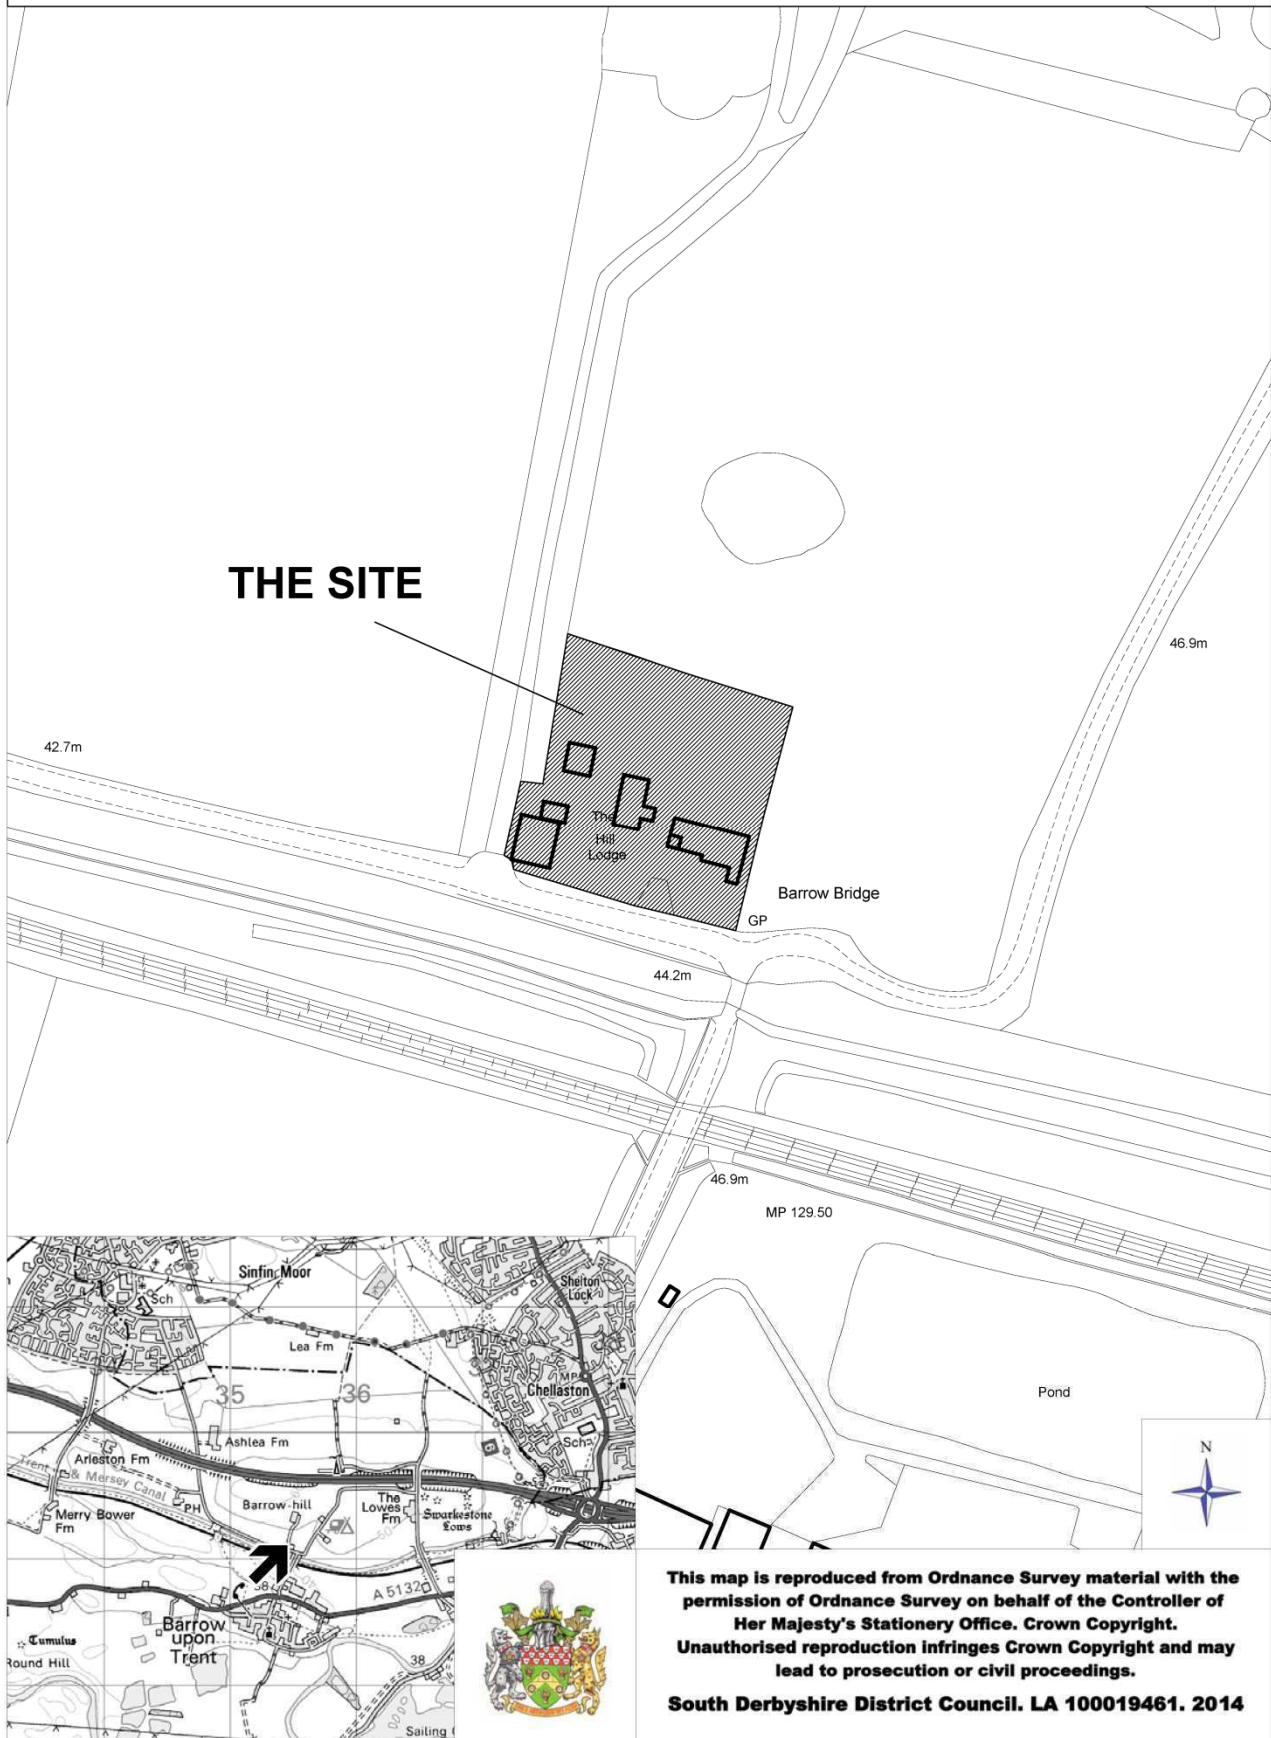 THE SITE
46.9m
42.7m
The
Hill
Lodge
Barrow Bridge
GP
44.2m
46.9m
MP 129.50
Pond
N
Sinfin Moor
Shelton
Lock
Sch
Lea Fm
MP
Chellaston
35
36
Ashlea Fm
Sch
Arleston Fm
Trent & Mersey Canal
PH
Barrow hill
The
Lowes
Fm
Swarkestone
Lows
Merry Bower
Fm
50
A 5132
Barrow
upon
Trent
Tumulus
Round Hill
38
Sailing
This map is reproduced from Ordnance Survey material with the
permission of Ordnance Survey on behalf of the Controller of
Her Majesty's Stationery Office. Crown Copyright.
Unauthorised reproduction infringes Crown Copyright and may
lead to prosecution or civil proceedings.
South Derbyshire District Council. LA 100019461. 2014